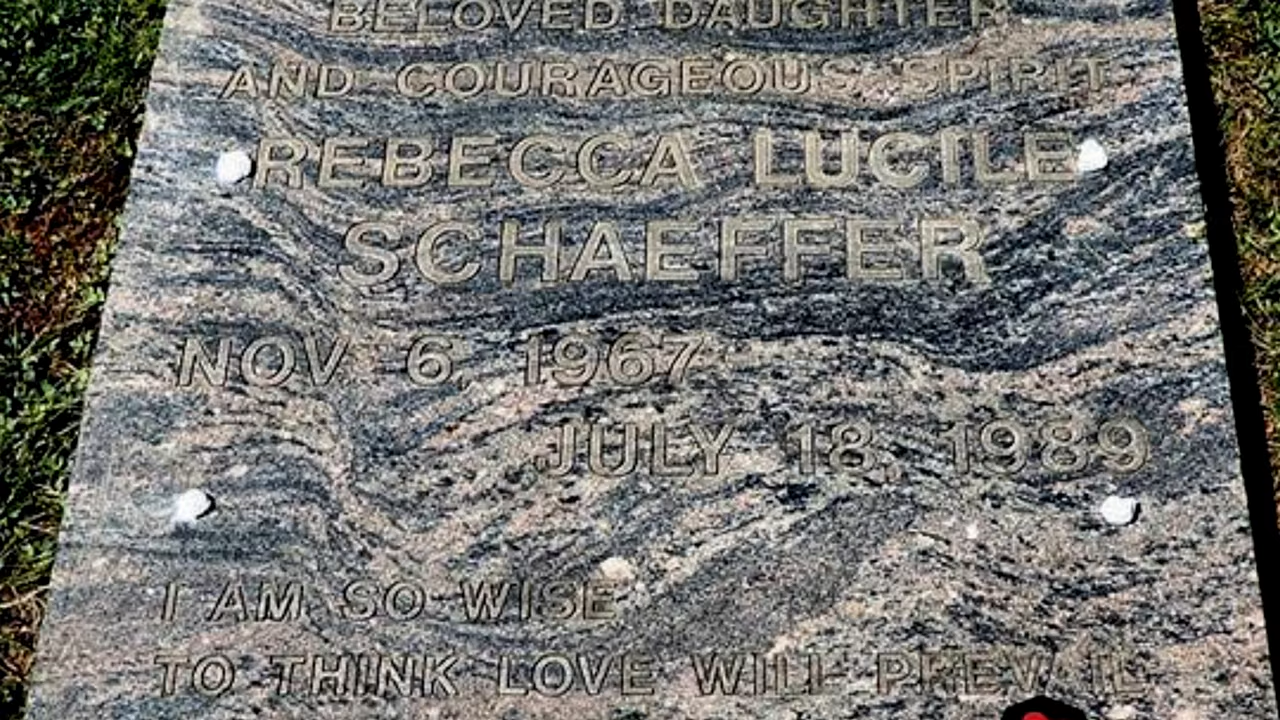 BELOVED DAUGHTER
AND COURAGEOUS SPIRIT
REBECCA LUCILE
SCHAEFFER
NOV 6, 1967
JULY 18, 1989
I AM SO WISE
TO THINK LOVE WILL PREVAIL